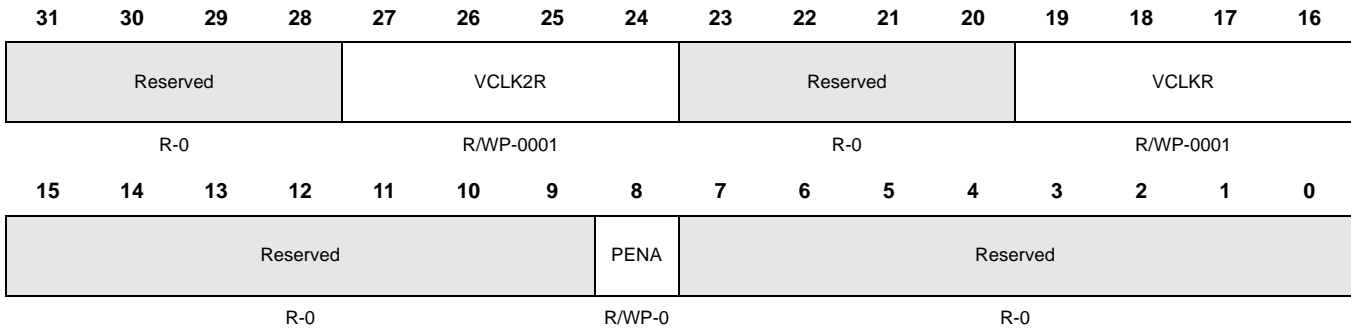 31 30 29 28 27 26 25 24 23 22 21 20 19 18 17 16
Reserved VCLK2R Reserved VCLKR
R-0 R/WP-0001 R-0 R/WP-0001
15 14 13 12 11 10 9 8 7 6 5 4 3 2 1 0
Reserved PENA Reserved
R-0 R/WP-0 R-0